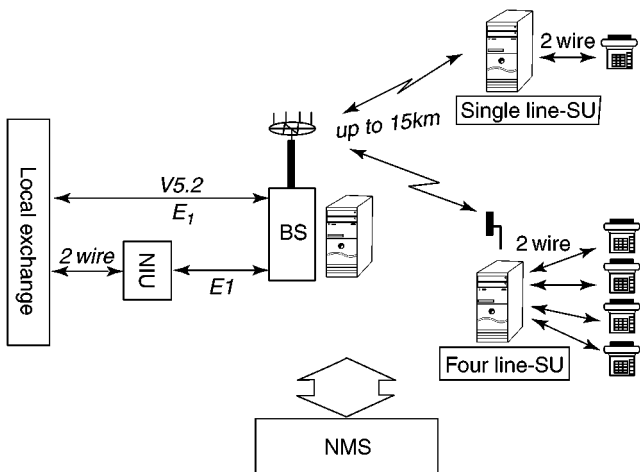 2 wire
Single line-SU
up to 15km
Local exchange
V5.2
E1
BS
2 wire
NIU
E1
2 wire
Four line-SU
NMS